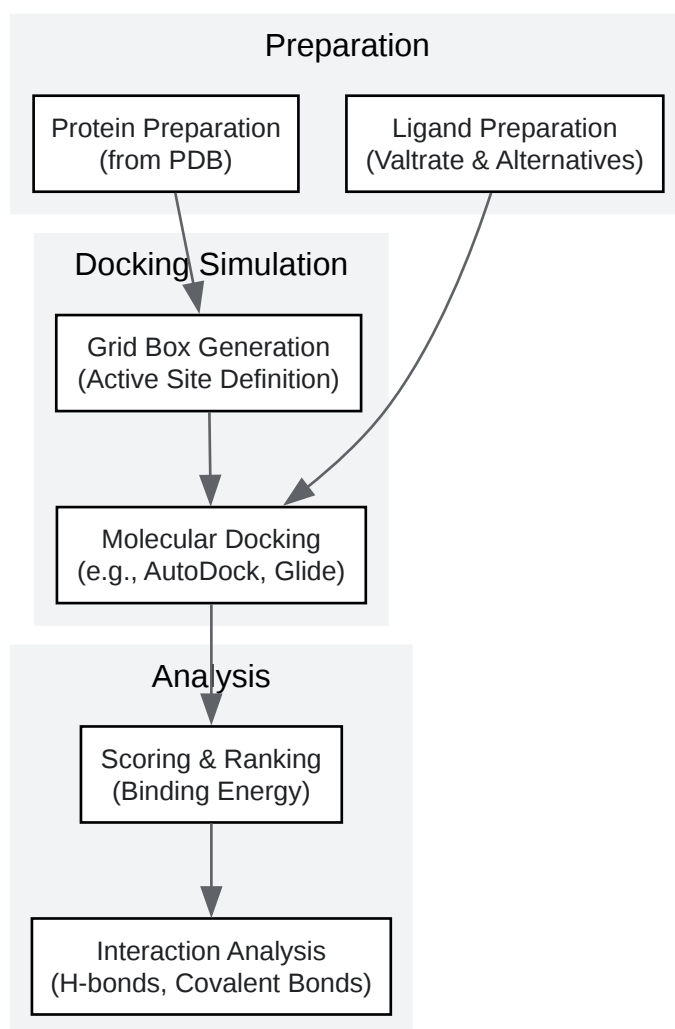 Preparation
Protein Preparation
(from PDB)
Ligand Preparation
(Valtrate & Alternatives)
Docking Simulation
Grid Box Generation
(Active Site Definition)
Molecular Docking
(e.g., AutoDock, Glide)
Analysis
Scoring & Ranking
(Binding Energy)
Interaction Analysis
(H-bonds, Covalent Bonds)